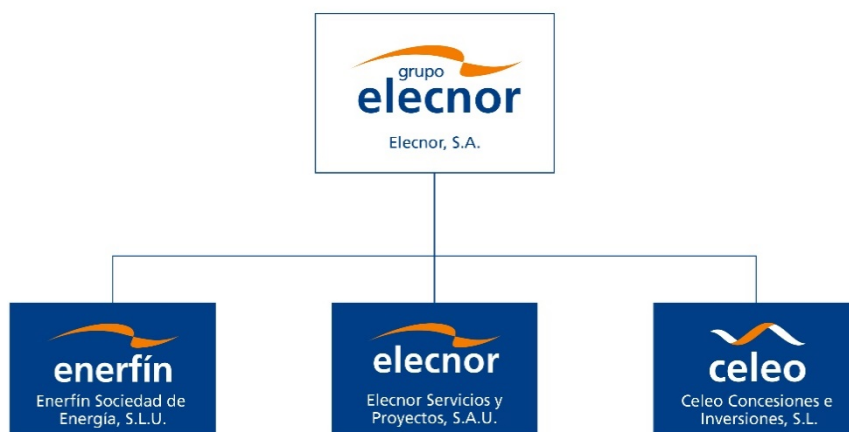 grupo
elecnor
Elecnor, S.A.
enerfín
Enerfín Sociedad de
Energía, S.L.U.
elecnor
Elecnor Servicios y
Proyectos, S.A.U.
celeo
Celeo Concesiones e
Inversiones, S.L.